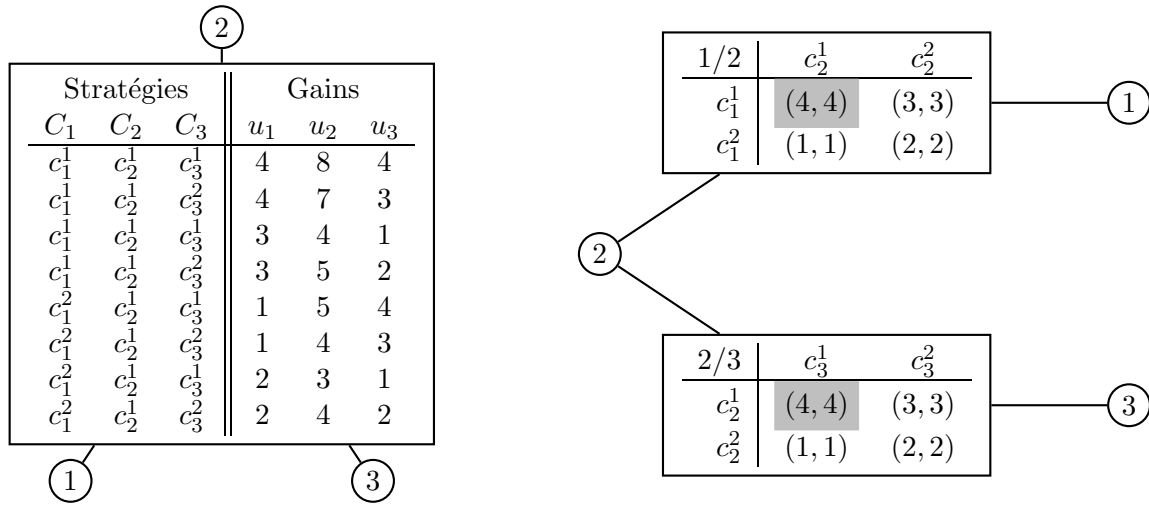 2
Stratégies Gains
C₁ C₂ C₃ u₁ u₂ u₃
c₁¹ c₂¹ c₃¹ 4 8 4
c₁¹ c₂¹ c₃² 4 7 3
c₁¹ c₂¹ c₃¹ 3 4 1
c₁¹ c₂¹ c₃² 3 5 2
c₁² c₂¹ c₃¹ 1 5 4
c₁² c₂¹ c₃² 1 4 3
c₁² c₂¹ c₃¹ 2 3 1
c₁² c₂¹ c₃² 2 4 2
1 3
1/2 c₂¹ c₂²
c₁¹ (4, 4) (3, 3)
c₁² (1, 1) (2, 2)
1
2
2/3 c₃¹ c₃²
c₂¹ (4, 4) (3, 3)
c₂² (1, 1) (2, 2)
3